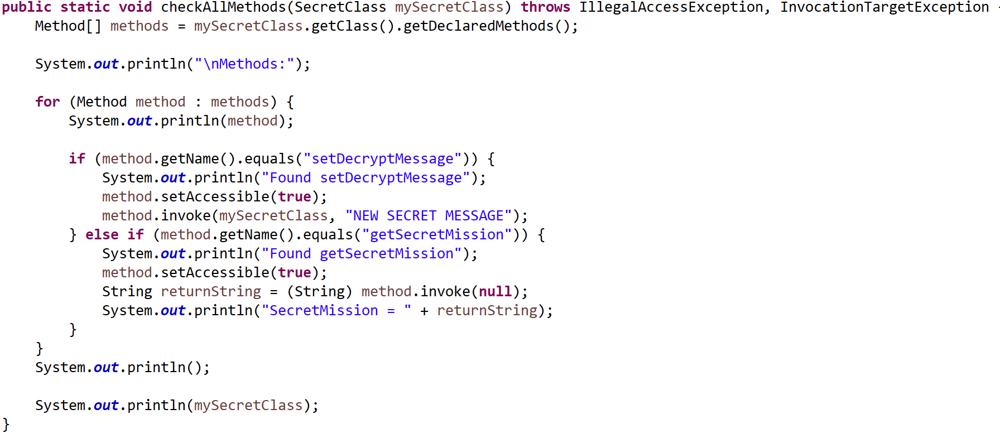 public static void checkAllMethods(SecretClass mySecretClass) throws IllegalAccessException, InvocationTargetException
    Method[] methods = mySecretClass.getClass().getDeclaredMethods();

    System.out.println("\nMethods:");

    for (Method method : methods) {
        System.out.println(method);

        if (method.getName().equals("setDecryptMessage")) {
            System.out.println("Found setDecryptMessage");
            method.setAccessible(true);
            method.invoke(mySecretClass, "NEW SECRET MESSAGE");
        } else if (method.getName().equals("getSecretMission")) {
            System.out.println("Found getSecretMission");
            method.setAccessible(true);
            String returnString = (String) method.invoke(null);
            System.out.println("SecretMission = " + returnString);
        }
    }
    System.out.println();

    System.out.println(mySecretClass);
}